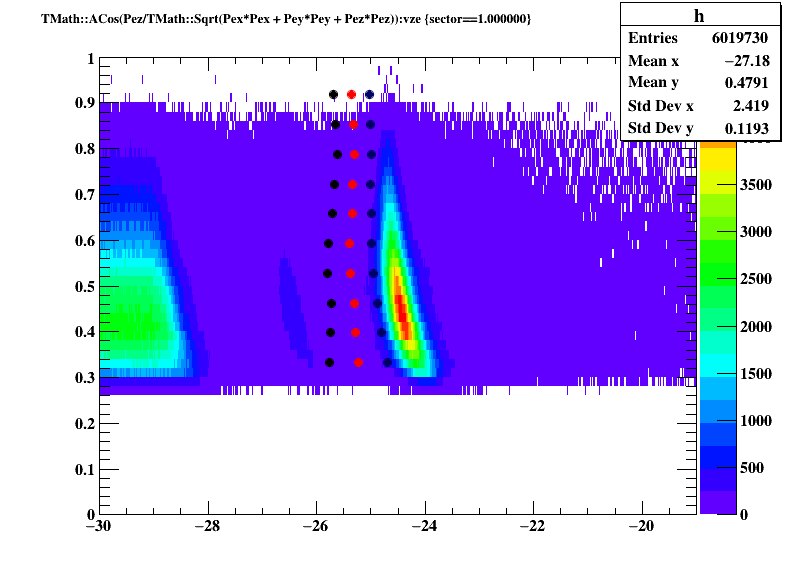 TMath::ACos(Pez/TMath::Sqrt(Pex*Pex + Pey*Pey + Pez*Pez)):vze {sector==1.000000}
h
Entries 6019730
Mean x −27.18
Mean y 0.4791
Std Dev x 2.419
Std Dev y 0.1193
1
0.9
0.8
0.7
0.6
0.5
0.4
0.3
0.2
0.1
0
−30 −28 −26 −24 −22 −20
3500
3000
2500
2000
1500
1000
500
0